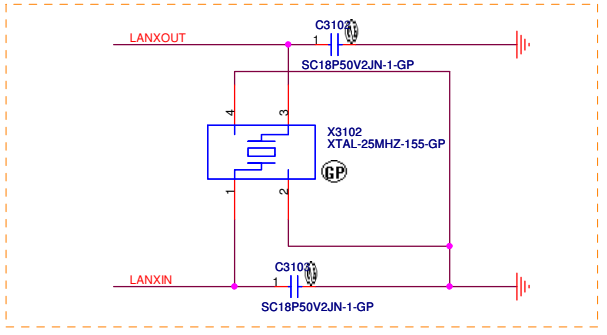 C3102
LANXOUT
1
SC18P50V2JN-1-GP
4
3
X3102
XTAL-25MHZ-155-GP
GP
1
2
C3103
LANXIN
1
SC18P50V2JN-1-GP